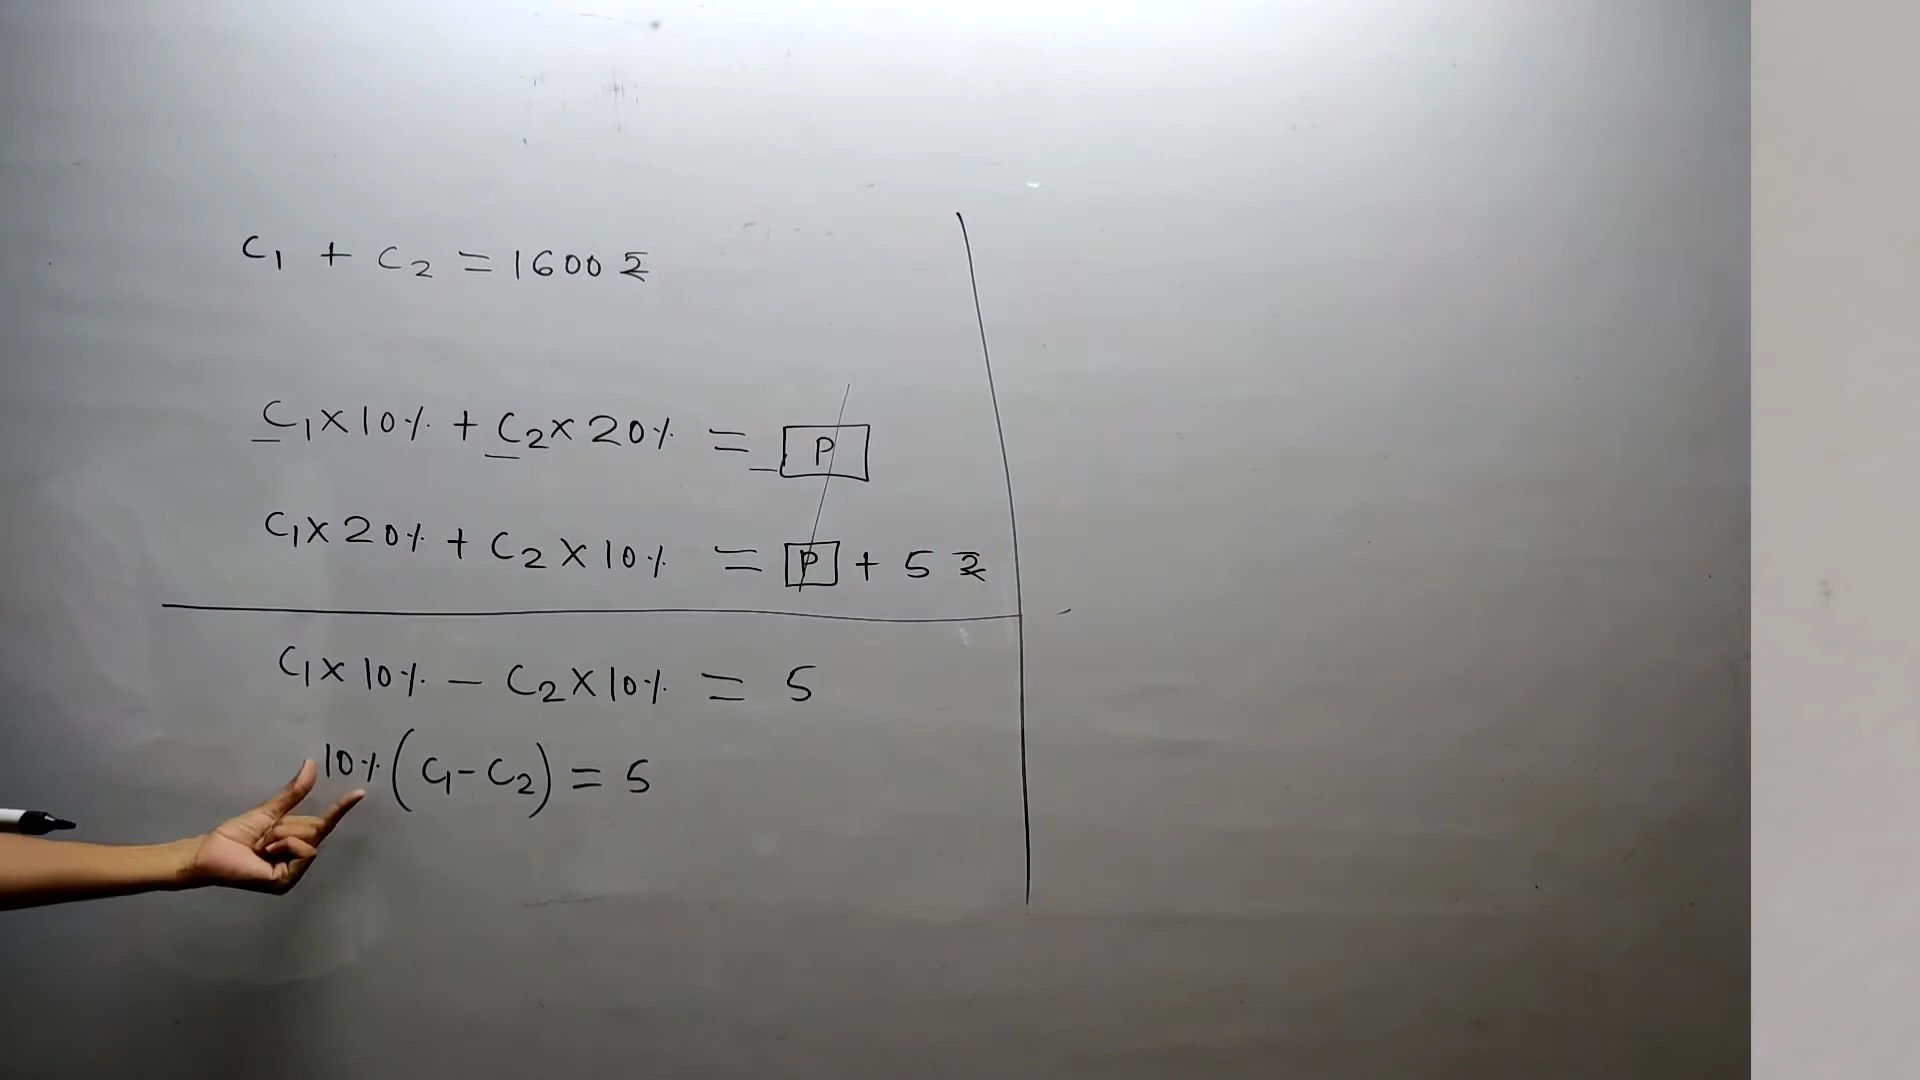 C₁ + C₂ = 1600 ₹
C₁ × 10% + C₂ × 20% = P
C₁ × 20% + C₂ × 10% = P + 5 ₹
C₁ × 10% − C₂ × 10% = 5
10% (C₁ − C₂) = 5